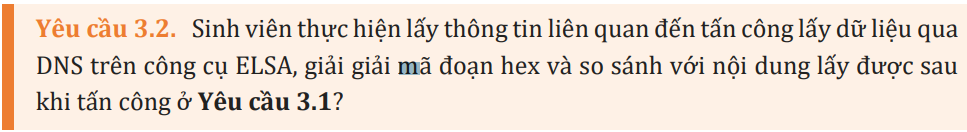 Yêu cầu 3.2. Sinh viên thực hiện lấy thông tin liên quan đến tấn công lấy dữ liệu qua
DNS trên công cụ ELSA, giải giải mã đoạn hex và so sánh với nội dung lấy được sau
khi tấn công ở Yêu cầu 3.1?